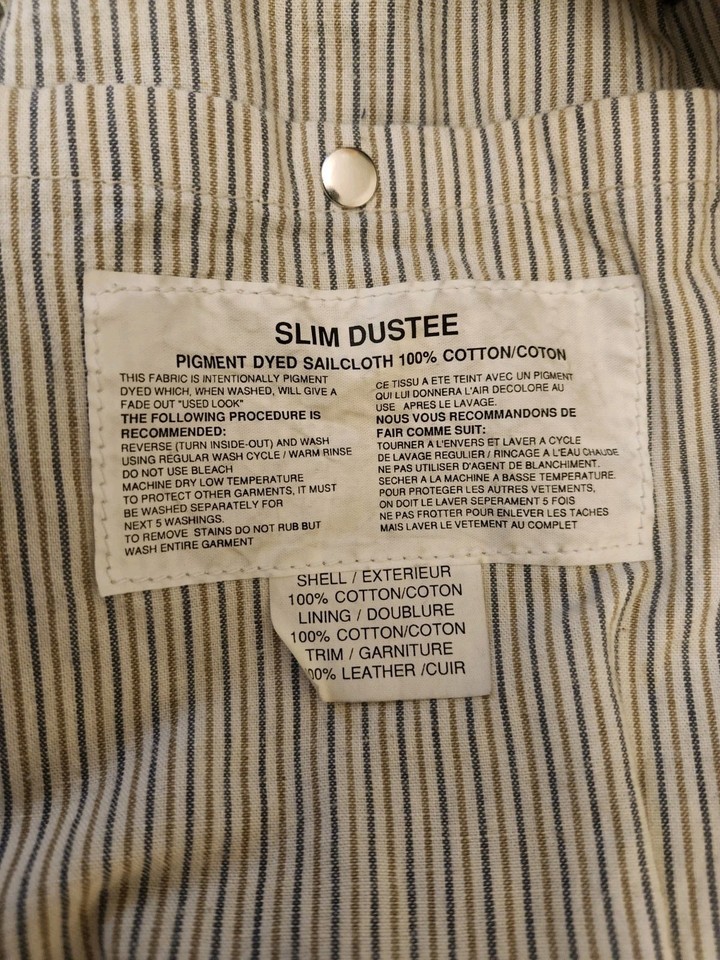 SLIM DUSTEE
PIGMENT DYED SAILCLOTH 100% COTTON/COTON
THIS FABRIC IS INTENTIONALLY PIGMENT
DYED WHICH, WHEN WASHED, WILL GIVE A
FADE OUT "USED LOOK"
THE FOLLOWING PROCEDURE IS
RECOMMENDED:
REVERSE (TURN INSIDE-OUT) AND WASH
USING REGULAR WASH CYCLE / WARM RINSE
DO NOT USE BLEACH
MACHINE DRY LOW TEMPERATURE
TO PROTECT OTHER GARMENTS, IT MUST
BE WASHED SEPARATELY FOR
NEXT 5 WASHINGS.
TO REMOVE STAINS DO NOT RUB BUT
WASH ENTIRE GARMENT
CE TISSU A ETE TEINT AVEC UN PIGMENT
QUI LUI DONNERA L'AIR DECOLORE AU
USE APRES LE LAVAGE.
NOUS VOUS RECOMMANDONS DE
FAIR COMME SUIT:
TOURNER A L'ENVERS ET LAVER A CYCLE
DE LAVAGE REGULIER / RINCAGE A L'EAU CHAUDE
NE PAS UTILISER D'AGENT DE BLANCHIMENT.
SECHER A LA MACHINE A BASSE TEMPERATURE.
POUR PROTEGER LES AUTRES VETEMENTS,
ON DOIT LE LAVER SEPERAMENT 5 FOIS
NE PAS FROTTER POUR ENLEVER LES TACHES
MAIS LAVER LE VETEMENT AU COMPLET
SHELL / EXTERIEUR
100% COTTON/COTON
LINING / DOUBLURE
100% COTTON/COTON
TRIM / GARNITURE
00% LEATHER /CUIR